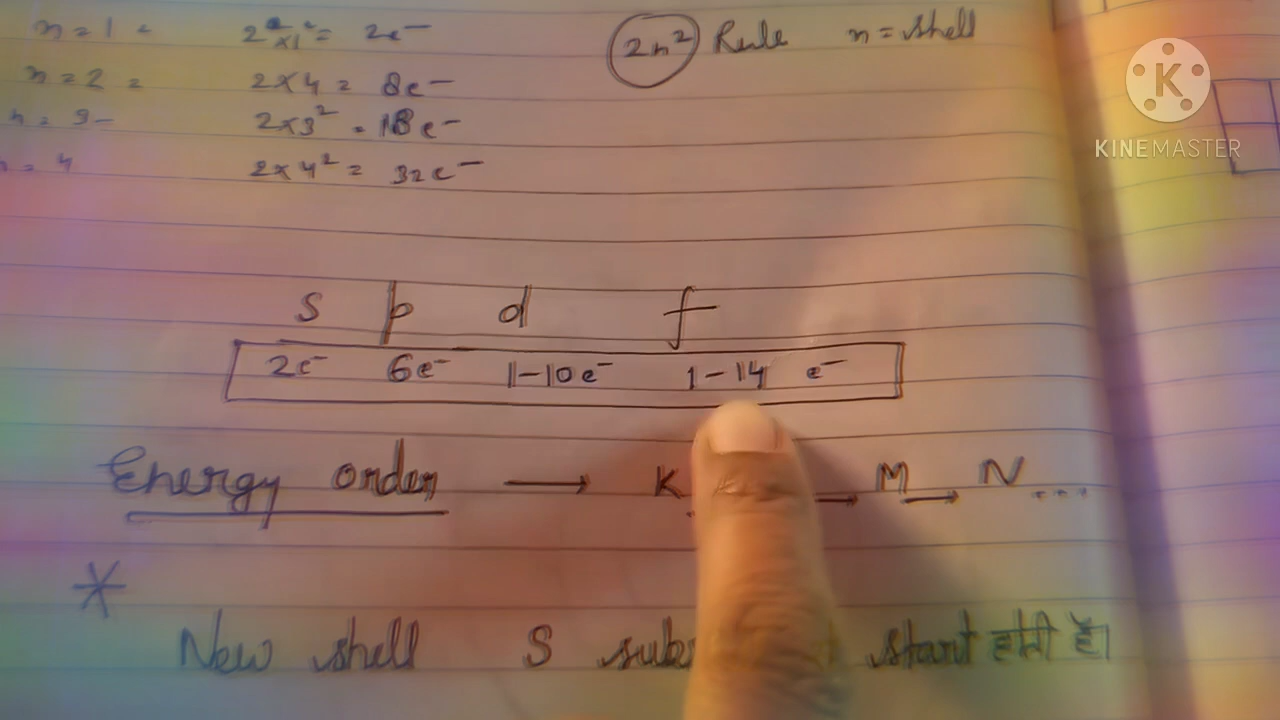 n = 1 = 2×1² = 2e⁻
2n² Rule n = shell
n = 2 = 2×4 = 8e⁻
n = 3 - 2×3² = 18e⁻
n = 4 2×4² = 32e⁻
KINEMASTER
s p d f
2e⁻ 6e⁻ 1-10e⁻ 1-14 e⁻
Energy order → K → M → N ...
*
New shell S start होती है।